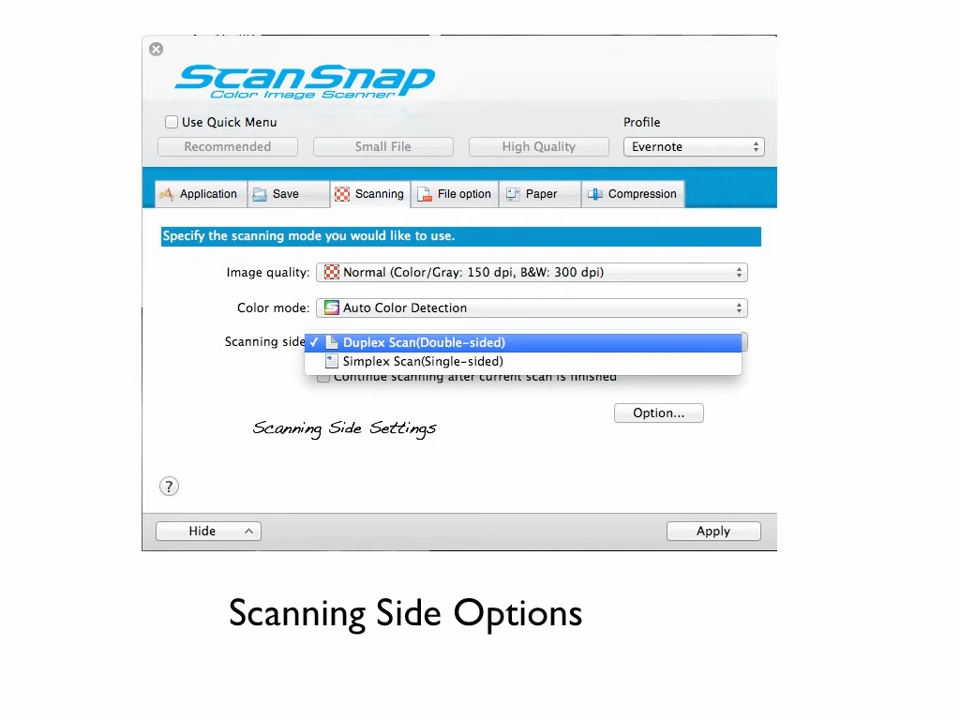 ScanSnap
Color Image Scanner
Use Quick Menu
Profile
Recommended Small File High Quality Evernote
Application Save Scanning File option Paper Compression
Specify the scanning mode you would like to use.
Image quality: Normal (Color/Gray: 150 dpi, B&W: 300 dpi)
Color mode: Auto Color Detection
Scanning side ✓ Duplex Scan(Double-sided)
Simplex Scan(Single-sided)
Continue scanning after current scan is finished
Option...
Scanning Side Settings
?
Hide Apply
Scanning Side Options